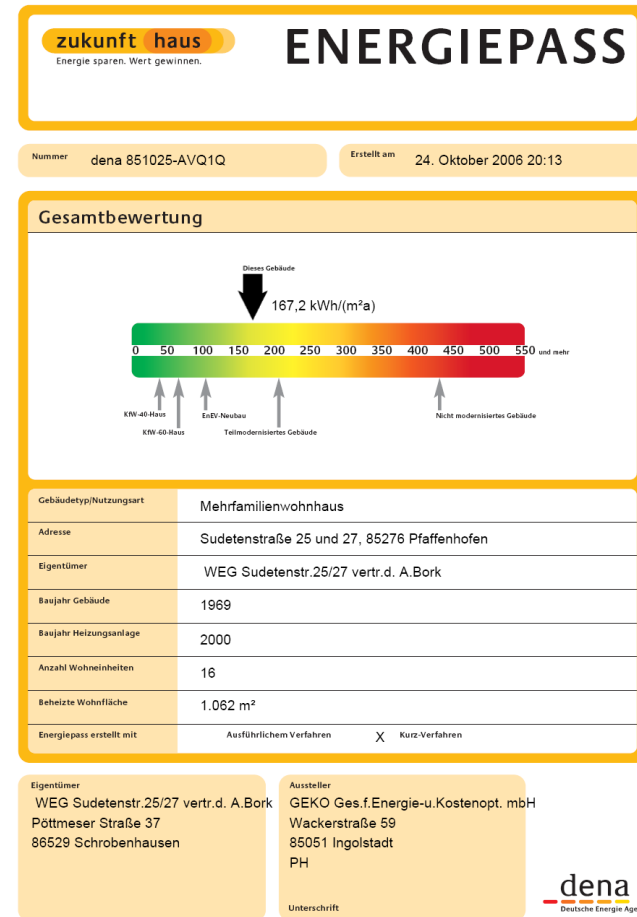 zukunft haus
Energie sparen. Wert gewinnen.
ENERGIEPASS
Nummer dena 851025-AVQ1Q
Erstellt am 24. Oktober 2006 20:13
Gesamtbewertung
Dieses Gebäude
167,2 kWh/(m²a)
0 50 100 150 200 250 300 350 400 450 500 550 und mehr
KfW-40-Haus
EnEV-Neubau
Nicht modernisiertes Gebäude
KfW-60-Haus
Teilmodernisiertes Gebäude
Gebäudetyp/Nutzungsart Mehrfamilienwohnhaus
Adresse Sudetenstraße 25 und 27, 85276 Pfaffenhofen
Eigentümer WEG Sudetenstr.25/27 vertr.d. A.Bork
Baujahr Gebäude 1969
Baujahr Heizungsanlage 2000
Anzahl Wohneinheiten 16
Beheizte Wohnfläche 1.062 m²
Energiepass erstellt mit Ausführlichem Verfahren X Kurz-Verfahren
Eigentümer
WEG Sudetenstr.25/27 vertr.d. A.Bork
Pöttmeser Straße 37
86529 Schrobenhausen
Aussteller
GEKO Ges.f.Energie-u.Kostenopt. mbH
Wackerstraße 59
85051 Ingolstadt
PH
Unterschrift
dena
Deutsche Energie Age